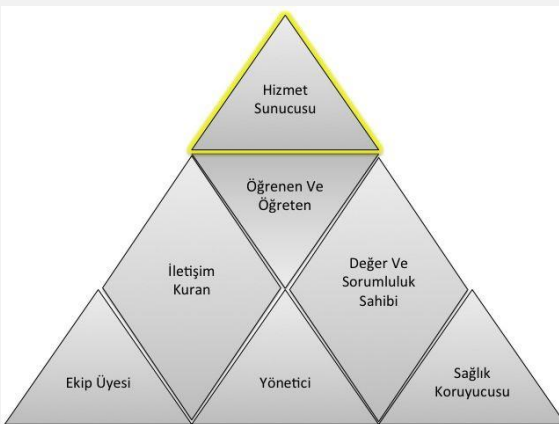 Hizmet
Sunucusu
Öğrenen Ve
Öğreten
İletişim
Kuran
Değer Ve
Sorumluluk
Sahibi
Ekip Üyesi
Yönetici
Sağlık
Koruyucusu